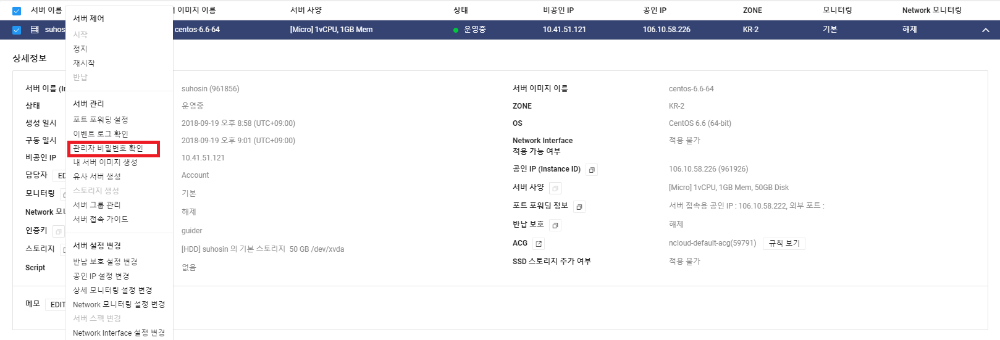 서버 이름 이미지 이름 서버 사양 상태 비공인 IP 공인 IP ZONE 모니터링 Network 모니터링
suhos centos-6.6-64 [Micro] 1vCPU, 1GB Mem 운영중 10.41.51.121 106.10.58.226 KR-2 기본 해제
서버 제어
시작
정지
재시작
반납
서버 관리
포트 포워딩 설정
이벤트 로그 확인
관리자 비밀번호 확인
내 서버 이미지 생성
유사 서버 생성
스토리지 생성
서버 그룹 관리
서버 접속 가이드
서버 설정 변경
반납 보호 설정 변경
공인 IP 설정 변경
상세 모니터링 설정 변경
Network 모니터링 설정 변경
서버 스펙 변경
Network Interface 설정 변경
상세정보
서버 이름 (In suhosin (961856)
상태 운영중
생성 일시 2018-09-19 오후 8:58 (UTC+09:00)
구동 일시 2018-09-19 오후 9:01 (UTC+09:00)
비공인 IP 10.41.51.121
담당자 ED Account
모니터링 기본
Network 모니 해제
인증키 guider
스토리지 [HDD] suhosin 의 기본 스토리지 50 GB /dev/xvda
Script 없음
메모 EDIT
서버 이미지 이름 centos-6.6-64
ZONE KR-2
OS CentOS 6.6 (64-bit)
Network Interface 적용 불가
적용 가능 여부
공인 IP (Instance ID) 106.10.58.226 (961926)
서버 사양 [Micro] 1vCPU, 1GB Mem, 50GB Disk
포트 포워딩 정보 서버 접속용 공인 IP : 106.10.58.222, 외부 포트 :
반납 보호 해제
ACG ncloud-default-acg(59791) 규칙 보기
SSD 스토리지 추가 여부 적용 불가